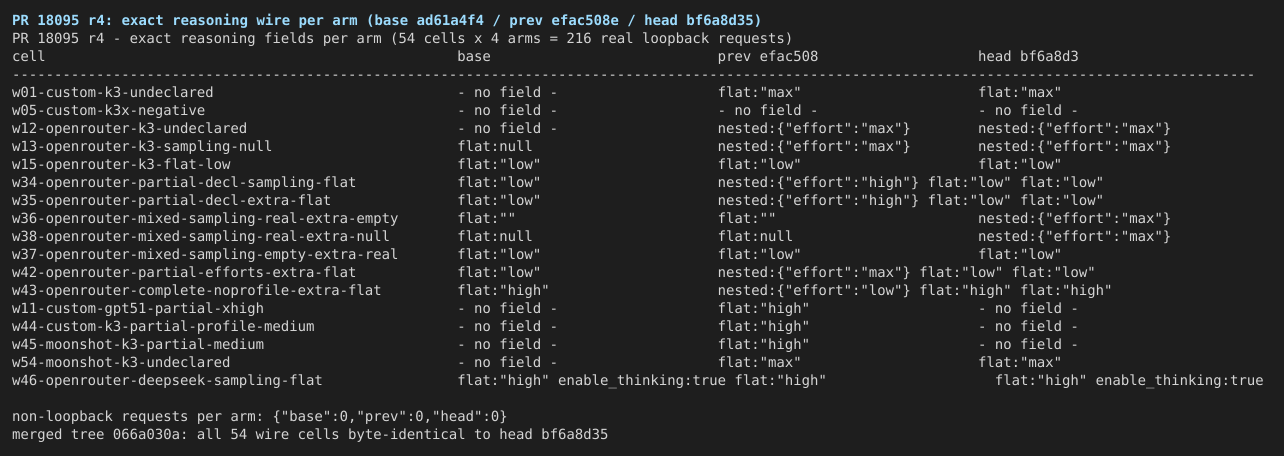 PR 18095 r4: exact reasoning wire per arm (base ad61a4f4 / prev efac508e / head bf6a8d35)
PR 18095 r4 - exact reasoning fields per arm (54 cells x 4 arms = 216 real loopback requests)
cell base prev efac508 head bf6a8d3
------------------------------------------------------------------------------------------------------------------------------------------------------
w01-custom-k3-undeclared - no field - flat:"max" flat:"max"
w05-custom-k3x-negative - no field - - no field - - no field -
w12-openrouter-k3-undeclared - no field - nested:{"effort":"max"} nested:{"effort":"max"}
w13-openrouter-k3-sampling-null flat:null nested:{"effort":"max"} nested:{"effort":"max"}
w15-openrouter-k3-flat-low flat:"low" flat:"low" flat:"low"
w34-openrouter-partial-decl-sampling-flat flat:"low" nested:{"effort":"high"} flat:"low" flat:"low"
w35-openrouter-partial-decl-extra-flat flat:"low" nested:{"effort":"high"} flat:"low" flat:"low"
w36-openrouter-mixed-sampling-real-extra-empty flat:"" flat:"" nested:{"effort":"max"}
w38-openrouter-mixed-sampling-real-extra-null flat:null flat:null nested:{"effort":"max"}
w37-openrouter-mixed-sampling-empty-extra-real flat:"low" flat:"low" flat:"low"
w42-openrouter-partial-efforts-extra-flat flat:"low" nested:{"effort":"max"} flat:"low" flat:"low"
w43-openrouter-complete-noprofile-extra-flat flat:"high" nested:{"effort":"low"} flat:"high" flat:"high"
w11-custom-gpt51-partial-xhigh - no field - flat:"high" - no field -
w44-custom-k3-partial-profile-medium - no field - flat:"high" - no field -
w45-moonshot-k3-partial-medium - no field - flat:"high" - no field -
w54-moonshot-k3-undeclared - no field - flat:"max" flat:"max"
w46-openrouter-deepseek-sampling-flat flat:"high" enable_thinking:true flat:"high" flat:"high" enable_thinking:true
non-loopback requests per arm: {"base":0,"prev":0,"head":0}
merged tree 066a030a: all 54 wire cells byte-identical to head bf6a8d35